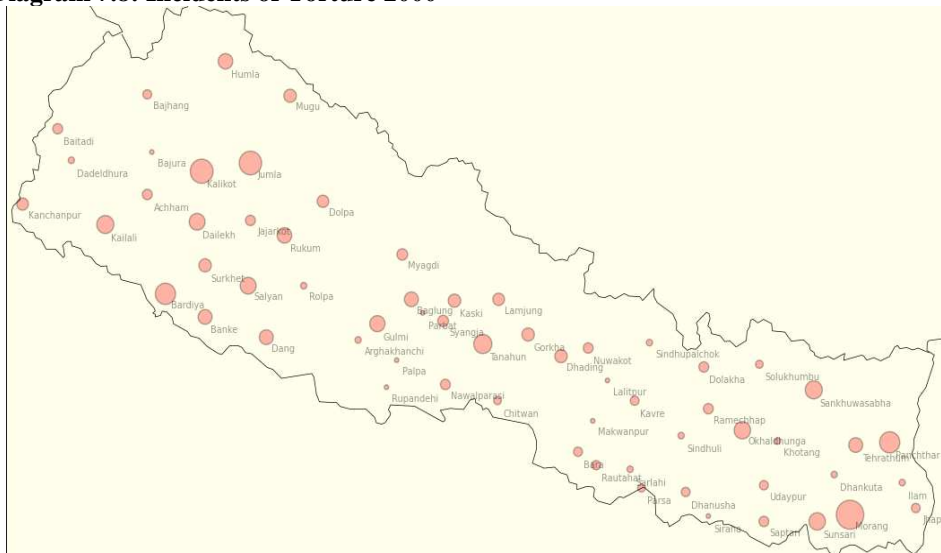 Diagram 7.8: Incidents of Torture 2006
Humla
Bajhang
Mugu
Baitadi
Bajura
Dadeldhura
Kalikot
Jumla
Achham
Dolpa
Kanchanpur
Kailali
Dailekh
Jajarkot
Rukum
Myagdi
Surkhet
Salyan
Rolpa
Bardiya
Baglung
Kaski
Lamjung
Banke
Parbat
Syangja
Gulmi
Dang
Arghakhanchi
Tanahun
Gorkha
Dhading
Nuwakot
Sindhupalchok
Palpa
Dolakha
Solukhumbu
Rupandehi
Nawalparasi
Lalitpur
Sankhuwasabha
Chitwan
Kavre
Makwanpur
Ramechhap
Sindhuli
Okhaldhunga
Khotang
Tehrathum
Panchthar
Bara
Rautahat
Sarlahi
Parsa
Dhankuta
Udaypur
Ilam
Dhanusha
Siraha
Saptari
Sunsari
Morang
Jhap